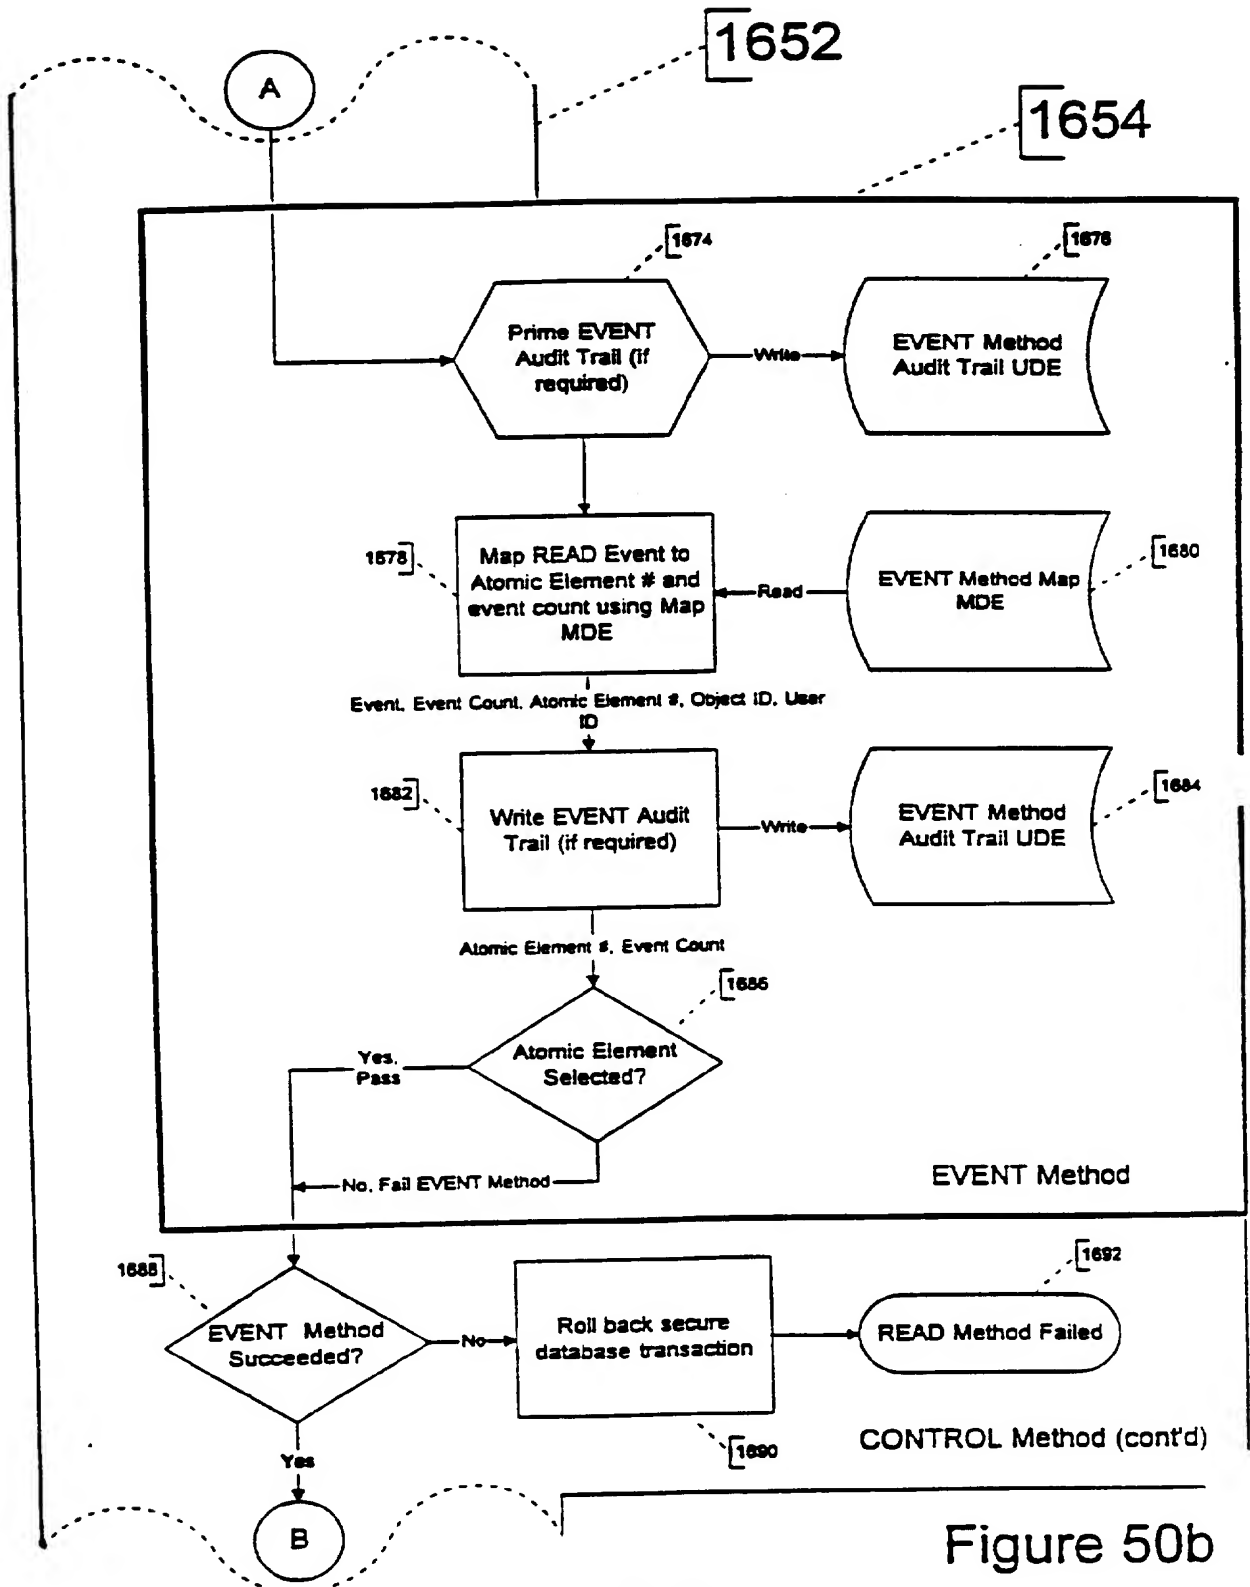 1652
A
1654
1674
1676
Prime EVENT
Audit Trail (if
required)
Write
EVENT Method
Audit Trail UDE
1678
Map READ Event to
Atomic Element # and
event count using Map
MDE
Read
EVENT Method Map
MDE
1680
Event, Event Count, Atomic Element #, Object ID, User
ID
1682
Write EVENT Audit
Trail (if required)
Write
EVENT Method
Audit Trail UDE
1684
Atomic Element #, Event Count
1686
Atomic Element
Selected?
Yes,
Pass
No, Fail EVENT Method
EVENT Method
1688
EVENT Method
Succeeded?
No
Roll back secure
database transaction
1692
READ Method Failed
1690
CONTROL Method (cont'd)
Yes
B
Figure 50b